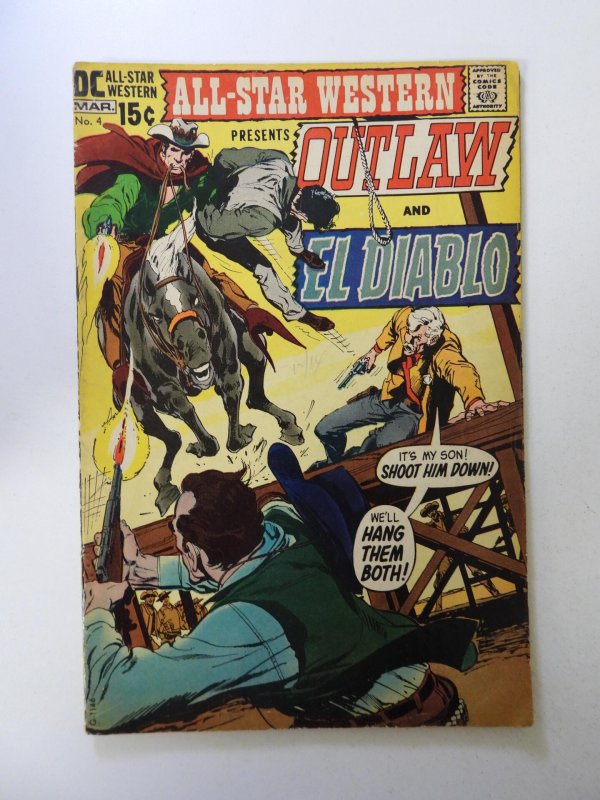 DC ALL-STAR
WESTERN
MAR.
No. 4
15¢
ALL-STAR WESTERN
APPROVED
BY THE
COMICS
CODE
AUTHORITY
PRESENTS
OUTLAW
AND
EL DIABLO
IT'S MY SON!
SHOOT HIM DOWN!
WE'LL
HANG
THEM
BOTH!